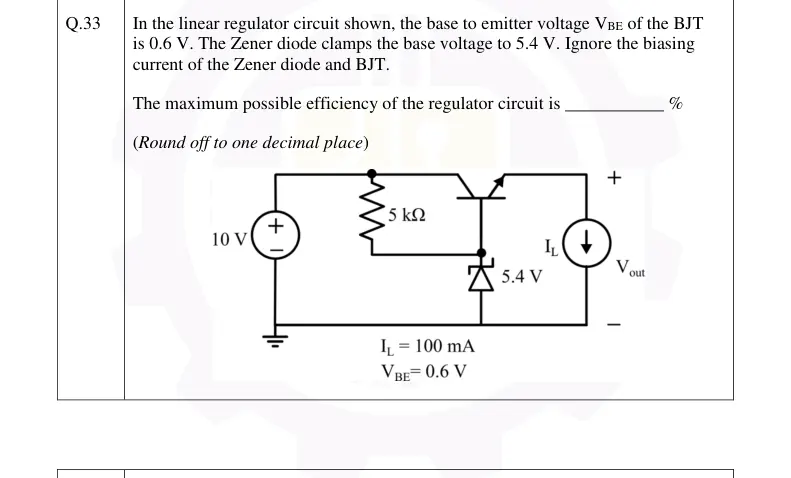 Q.33
In the linear regulator circuit shown, the base to emitter voltage VBE of the BJT
is 0.6 V. The Zener diode clamps the base voltage to 5.4 V. Ignore the biasing
current of the Zener diode and BJT.
The maximum possible efficiency of the regulator circuit is ____________ %
(Round off to one decimal place)
+
5 kΩ
10 V
+
−
IL
Vout
5.4 V
−
IL = 100 mA
VBE= 0.6 V